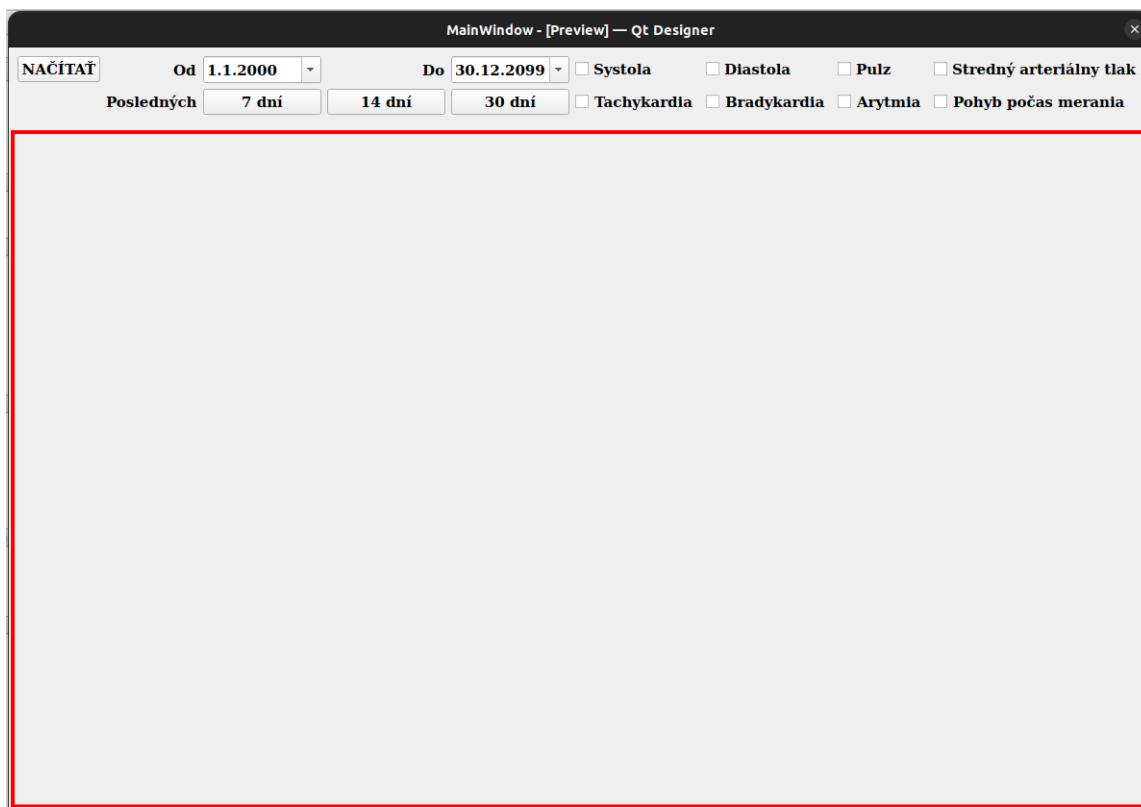 MainWindow - [Preview] — Qt Designer
NAČÍTAŤ Od 1.1.2000 Do 30.12.2099 Systola Diastola Pulz Stredný arteriálny tlak
Posledných 7 dní 14 dní 30 dní Tachykardia Bradykardia Arytmia Pohyb počas merania